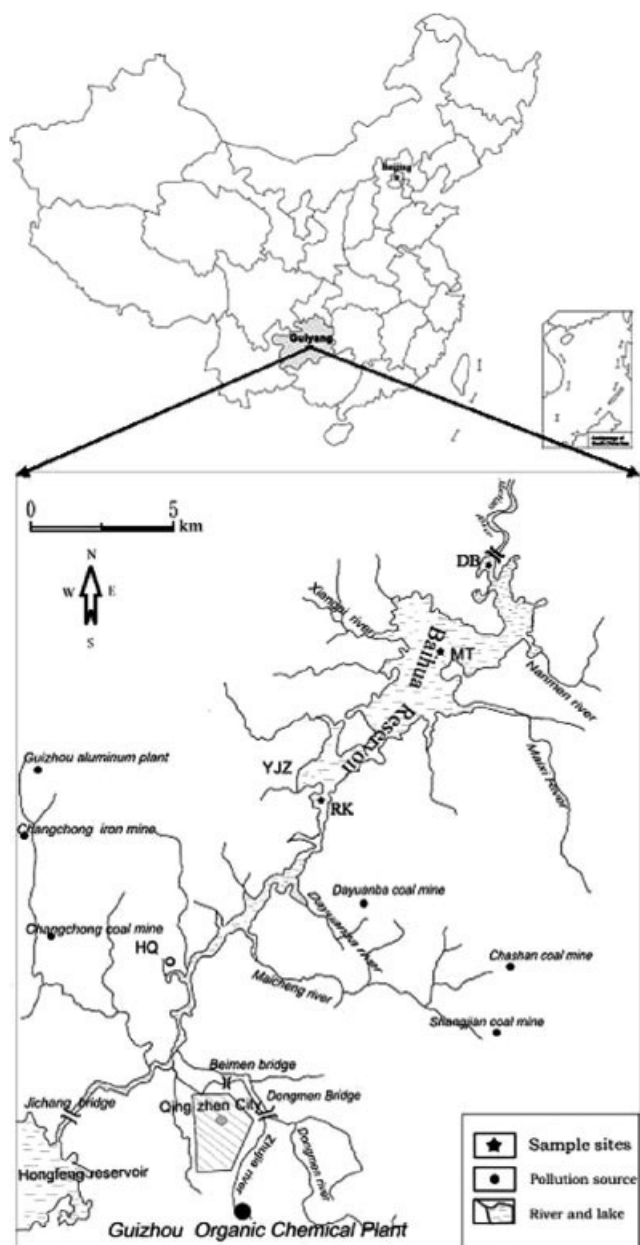 Beijing
Guiyang
0 5
km
N
W E
S
DB
Xiangpi river
Baihua
Reservoir
MT
Nanmen river
Maixi River
Guizhou aluminum plant
YJZ
RK
Changchong iron mine
Dayuanba coal mine
Dayuanba river
Changchong coal mine
HQ
Chashan coal mine
Maicheng river
Shangjian coal mine
Beimen bridge
Jichang bridge
Qing zhen City
Dongmen Bridge
Zhujia river
Dongmen river
Hongfeng reservoir
Guizhou Organic Chemical Plant
Sample sites
Pollution source
River and lake